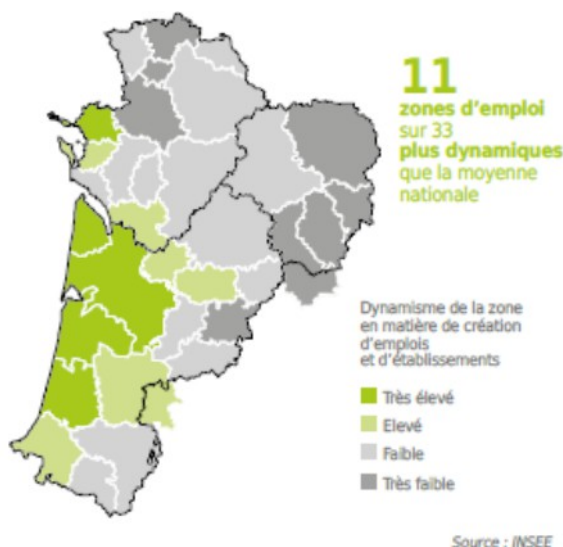 11
zones d'emploi
sur 33
plus dynamiques
que la moyenne
nationale
Dynamisme de la zone
en matière de création
d'emplois
et d'établissements
Très élevé
Elevé
Faible
Très faible
Source : INSEE